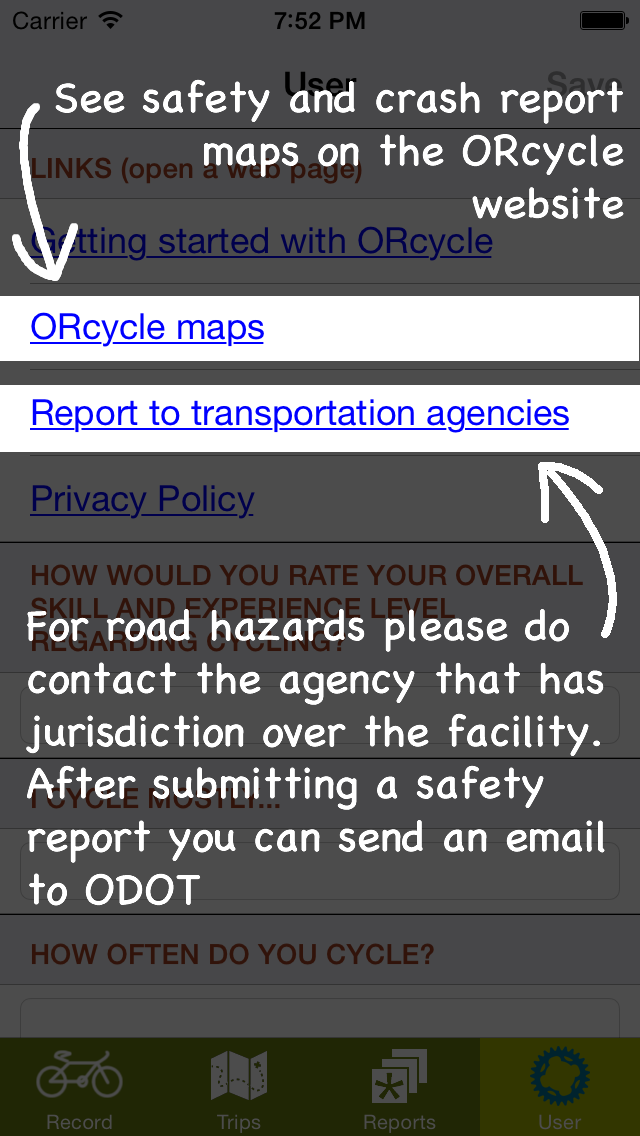 Carrier 7:52 PM
User Save
See safety and crash report
maps on the ORcycle
website
LINKS (open a web page)
Getting started with ORcycle
ORcycle maps
Report to transportation agencies
Privacy Policy
HOW WOULD YOU RATE YOUR OVERALL
SKILL AND EXPERIENCE LEVEL
REGARDING CYCLING?
For road hazards please do
contact the agency that has
jurisdiction over the facility.
After submitting a safety
report you can send an email
to ODOT
I CYCLE MOSTLY...
HOW OFTEN DO YOU CYCLE?
Record Trips Reports User